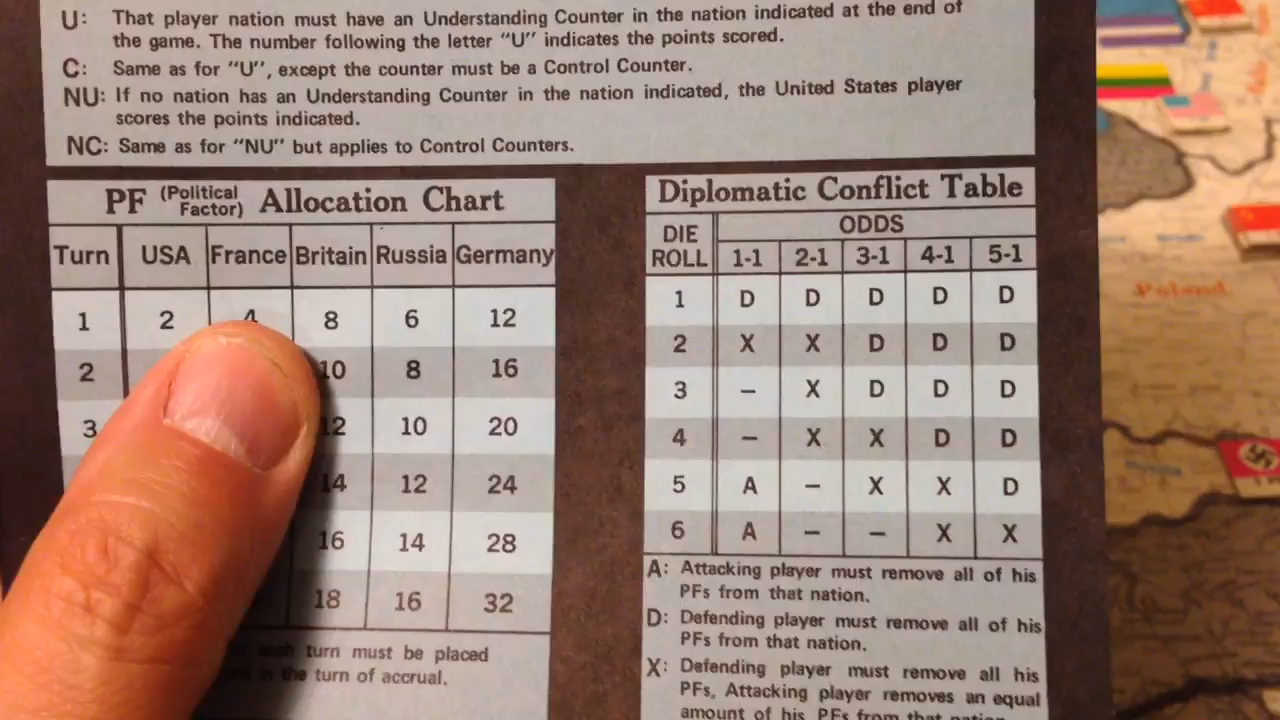 U: That player nation must have an Understanding Counter in the nation indicated at the end of
the game. The number following the letter "U" indicates the points scored.
C: Same as for "U", except the counter must be a Control Counter.
NU: If no nation has an Understanding Counter in the nation indicated, the United States player
scores the points indicated.
NC: Same as for "NU" but applies to Control Counters.
PF (Political Factor) Allocation Chart
Turn USA France Britain Russia Germany
1 2 4 8 6 12
2 10 8 16
3 12 10 20
14 12 24
16 14 28
18 16 32
turn must be placed
in the turn of accrual.
Diplomatic Conflict Table
ODDS
DIE
ROLL 1-1 2-1 3-1 4-1 5-1
1 D D D D D
2 X X D D D
3 – X D D D
4 – X X D D
5 A – X X D
6 A – – X X
A: Attacking player must remove all of his
PFs from that nation.
D: Defending player must remove all of his
PFs from that nation.
X: Defending player must remove all his
PFs, Attacking player removes an equal
amount of his PFs from that nation
Poland